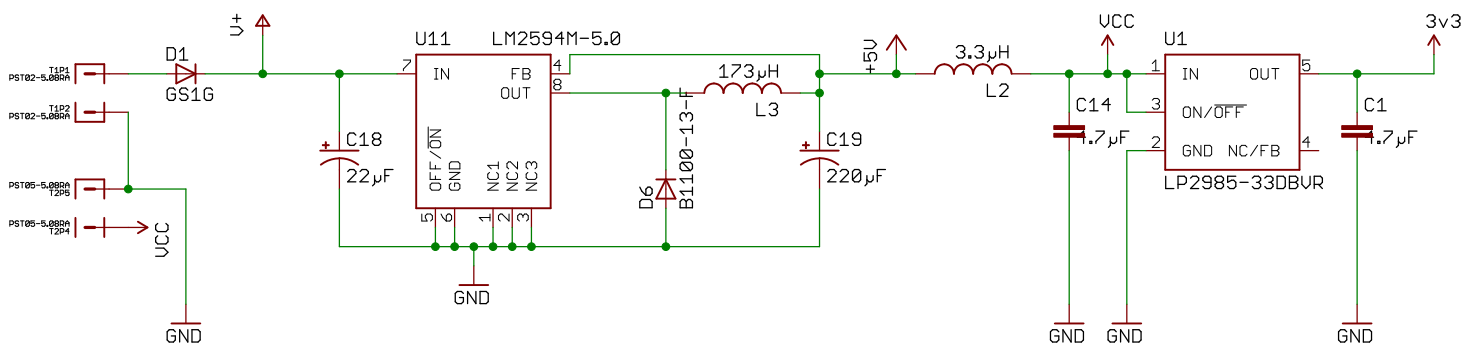 V+
D1
GS1G
T1P1
PST02-5.08RA
T1P2
PST02-5.08RA
PST05-5.08RA
T2P5
PST05-5.08RA
T2P4
VCC
GND
C18
22µF
U11
LM2594M-5.0
7
IN
FB
4
OUT
8
OFF/ON
GND
NC1
NC2
NC3
5
6
1
2
3
GND
D6
B1100-13-F
173µH
L3
C19
220µF
+5V
3.3µH
L2
VCC
C14
4.7µF
GND
GND
U1
1
IN
OUT
5
3
ON/OFF
2
GND
NC/FB
4
LP2985-33DBVR
3v3
C1
4.7µF
GND